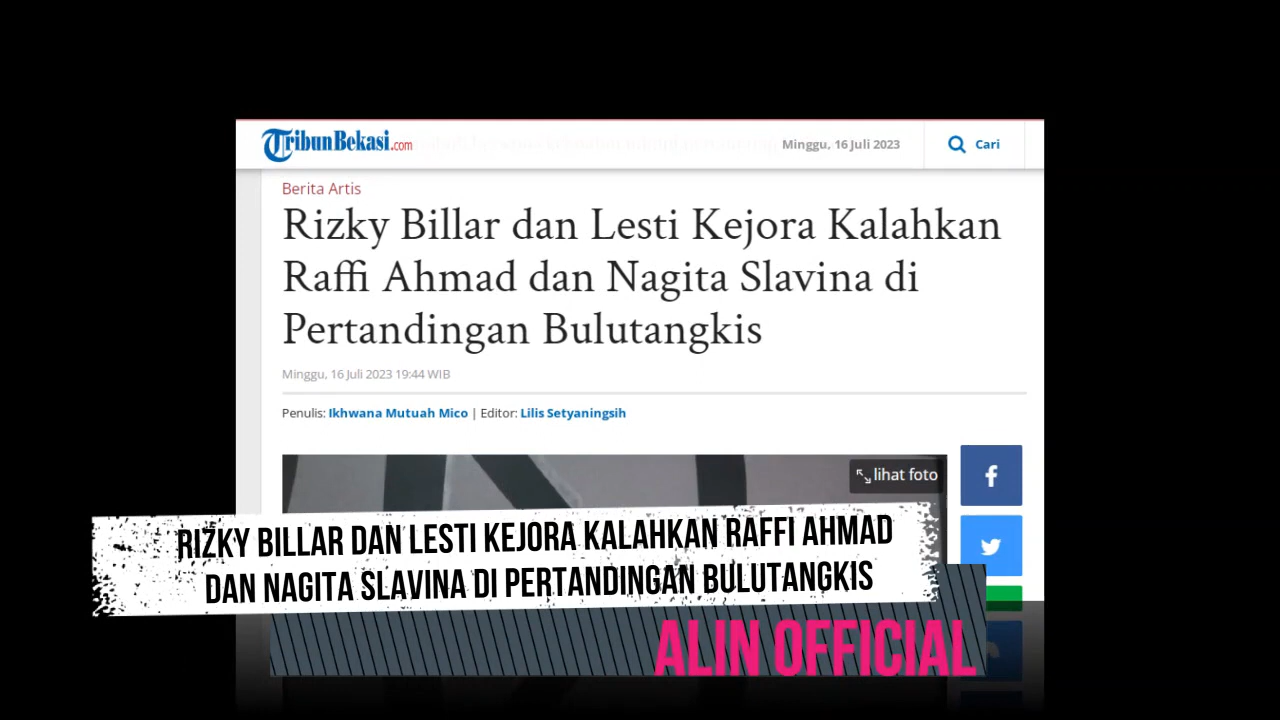 TribunBekasi.com
Minggu, 16 Juli 2023
Cari
Berita Artis
Rizky Billar dan Lesti Kejora Kalahkan
Raffi Ahmad dan Nagita Slavina di
Pertandingan Bulutangkis
Minggu, 16 Juli 2023 19:44 WIB
Penulis: Ikhwana Mutuah Mico | Editor: Lilis Setyaningsih
lihat foto
RIZKY BILLAR DAN LESTI KEJORA KALAHKAN RAFFI AHMAD
DAN NAGITA SLAVINA DI PERTANDINGAN BULUTANGKIS
ALIN OFFICIAL